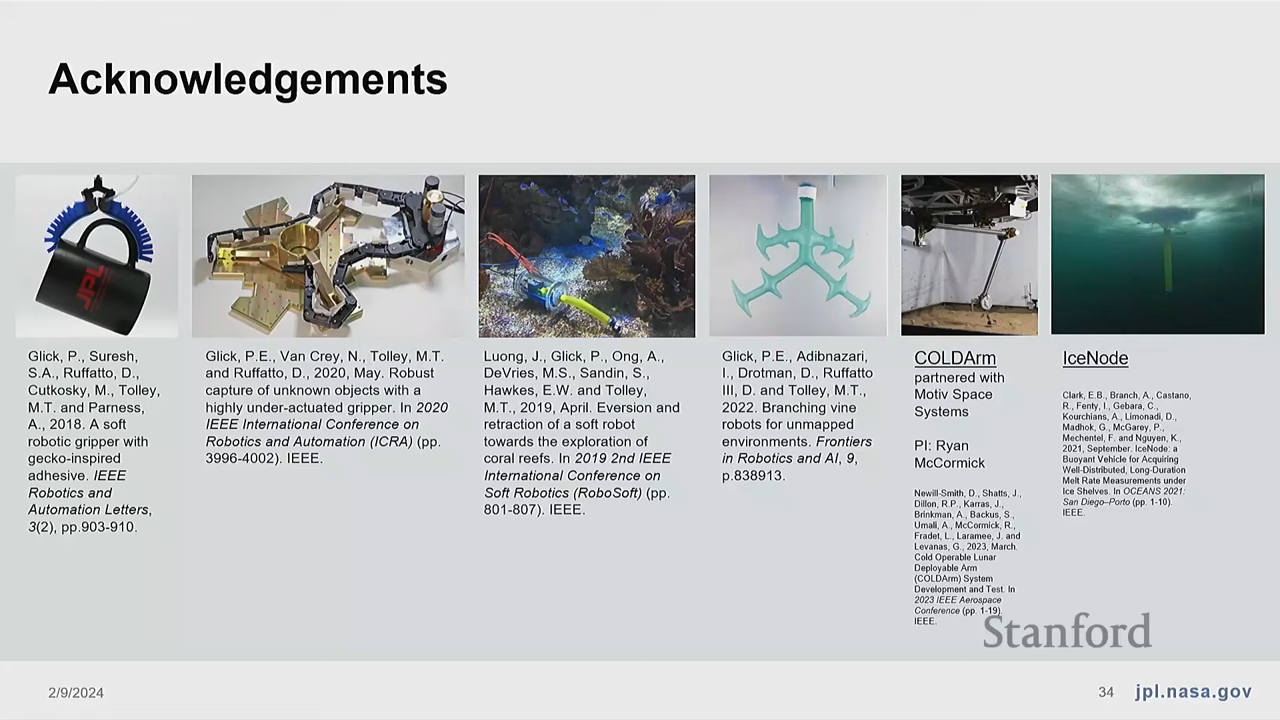 Acknowledgements
JPL
Glick, P., Suresh,
S.A., Ruffatto, D.,
Cutkosky, M., Tolley,
M.T. and Parness,
A., 2018. A soft
robotic gripper with
gecko-inspired
adhesive. IEEE
Robotics and
Automation Letters,
3(2), pp.903-910.
Glick, P.E., Van Crey, N., Tolley, M.T.
and Ruffatto, D., 2020, May. Robust
capture of unknown objects with a
highly under-actuated gripper. In 2020
IEEE International Conference on
Robotics and Automation (ICRA) (pp.
3996-4002). IEEE.
Luong, J., Glick, P., Ong, A.,
DeVries, M.S., Sandin, S.,
Hawkes, E.W. and Tolley,
M.T., 2019, April. Eversion and
retraction of a soft robot
towards the exploration of
coral reefs. In 2019 2nd IEEE
International Conference on
Soft Robotics (RoboSoft) (pp.
801-807). IEEE.
Glick, P.E., Adibnazari,
I., Drotman, D., Ruffatto
III, D. and Tolley, M.T.,
2022. Branching vine
robots for unmapped
environments. Frontiers
in Robotics and AI, 9,
p.838913.
COLDArm
partnered with
Motiv Space
Systems
PI: Ryan
McCormick
Newill-Smith, D., Shatts, J.,
Dillon, R.P., Karras, J.,
Brinkman, A., Backus, S.,
Umali, A., McCormick, R.,
Fradet, L., Laramee, J. and
Levanas, G., 2023, March.
Cold Operable Lunar
Deployable Arm
(COLDArm) System
Development and Test. In
2023 IEEE Aerospace
Conference (pp. 1-19).
IEEE.
IceNode
Clark, E.B., Branch, A., Castano,
R., Fenty, I., Gebara, C.,
Kourchians, A., Limonadi, D.,
Madhok, G., McGarey, P.,
Mechentel, F. and Nguyen, K.,
2021, September. IceNode: a
Buoyant Vehicle for Acquiring
Well-Distributed, Long-Duration
Melt Rate Measurements under
Ice Shelves. In OCEANS 2021:
San Diego–Porto (pp. 1-10).
IEEE.
Stanford
2/9/2024
34
jpl.nasa.gov